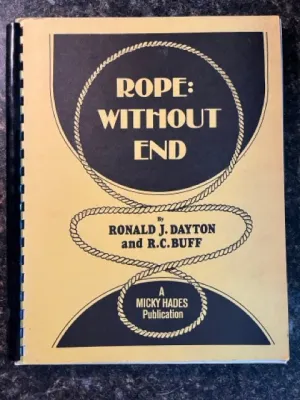 ROPE:
WITHOUT
END
By
RONALD J. DAYTON
and R.C. BUFF
A
MICKY HADES
Publication